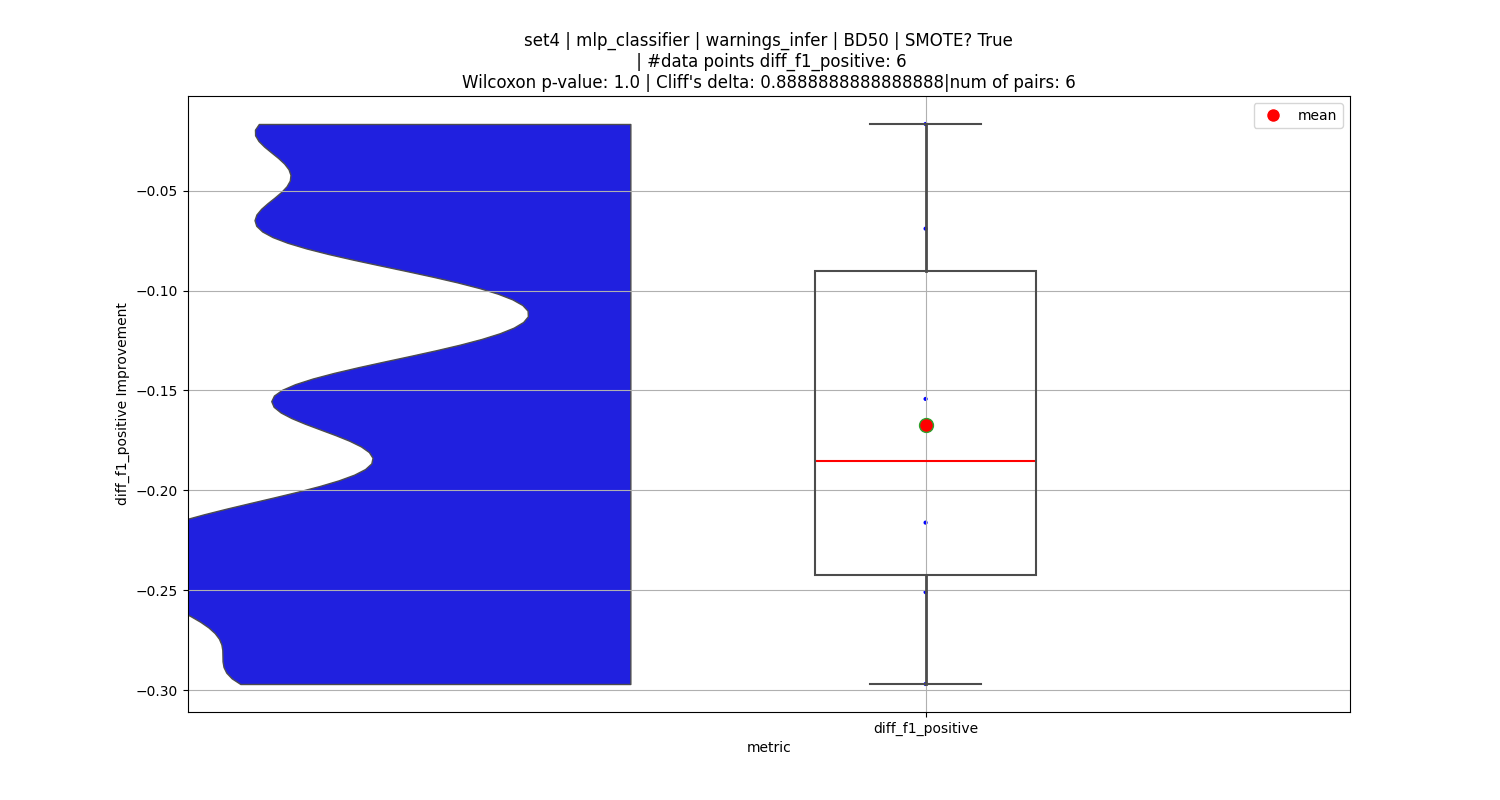 set4 | mlp_classifier | warnings_infer | BD50 | SMOTE? True
| #data points diff_f1_positive: 6
Wilcoxon p-value: 1.0 | Cliff's delta: 0.8888888888888888|num of pairs: 6
mean
−0.05
−0.10
−0.15
−0.20
−0.25
−0.30
diff_f1_positive Improvement
diff_f1_positive
metric